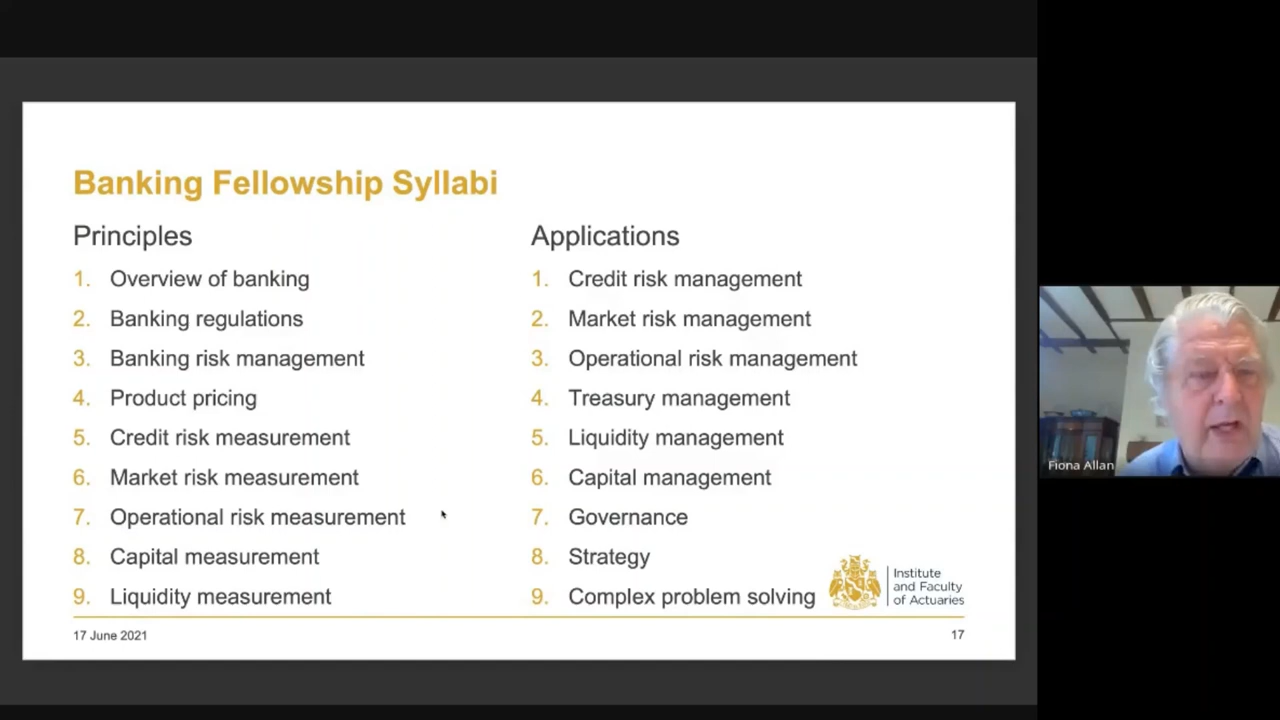 Banking Fellowship Syllabi
Principles
1. Overview of banking
2. Banking regulations
3. Banking risk management
4. Product pricing
5. Credit risk measurement
6. Market risk measurement
7. Operational risk measurement
8. Capital measurement
9. Liquidity measurement
Applications
1. Credit risk management
2. Market risk management
3. Operational risk management
4. Treasury management
5. Liquidity management
6. Capital management
7. Governance
8. Strategy
9. Complex problem solving
Institute
and Faculty
of Actuaries
17 June 2021
17
Fiona Allan